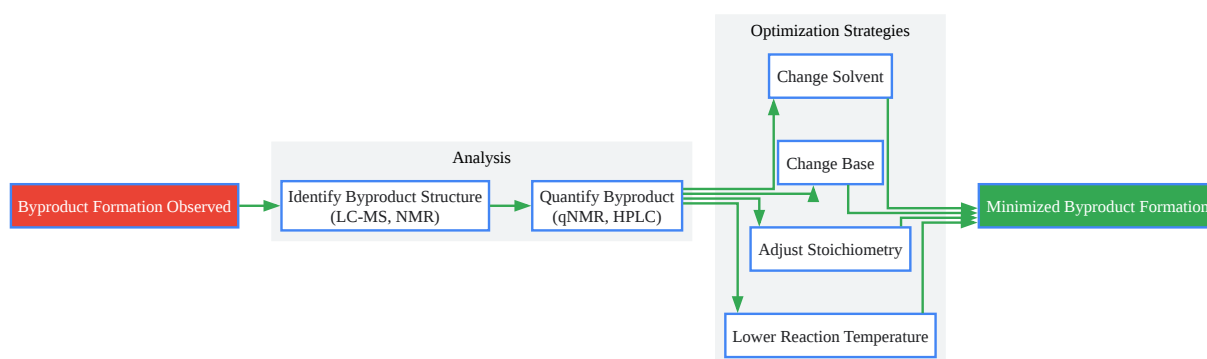 Optimization Strategies
Change Solvent
Analysis
Change Base
Byproduct Formation Observed
Identify Byproduct Structure
(LC-MS, NMR)
Quantify Byproduct
(qNMR, HPLC)
Minimized Byproduct Formation
Adjust Stoichiometry
Lower Reaction Temperature